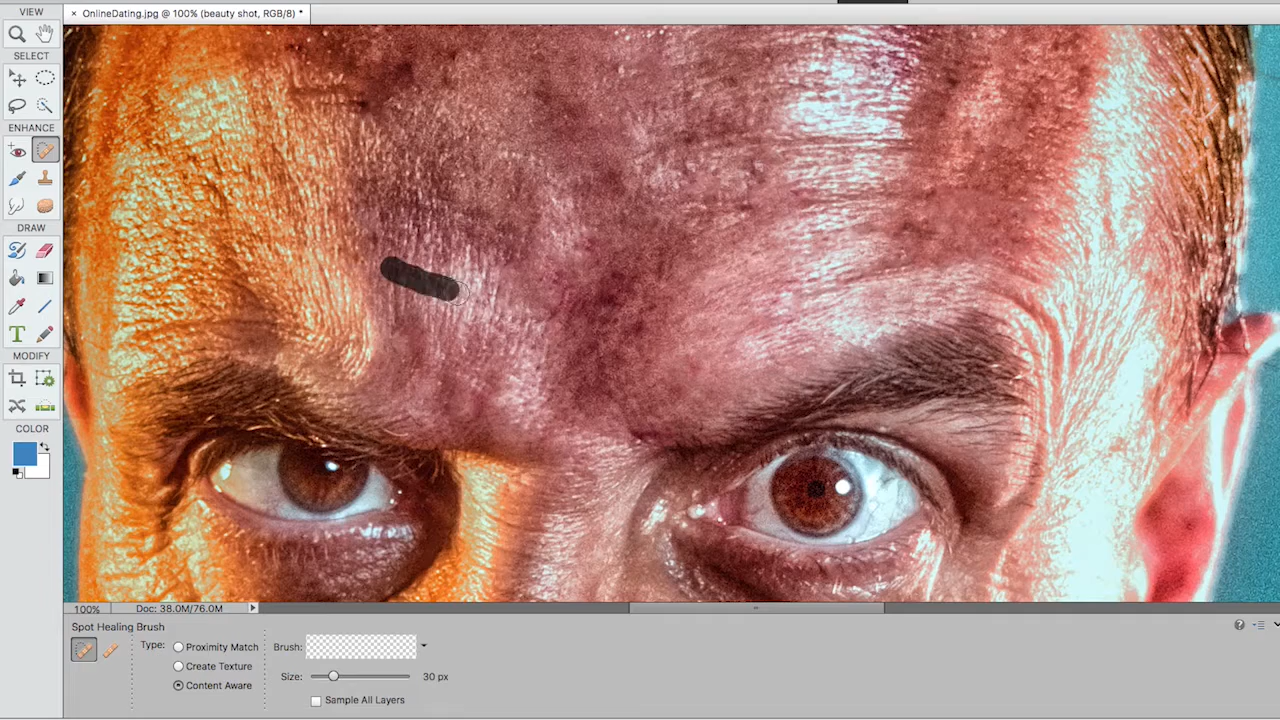 VIEW
× OnlineDating.jpg @ 100% (beauty shot, RGB/8) *
SELECT
ENHANCE
DRAW
T
MODIFY
COLOR
100% Doc: 38.0M/76.0M
Spot Healing Brush
Type: Proximity Match Brush:
Create Texture Size: 30 px
Content Aware
Sample All Layers